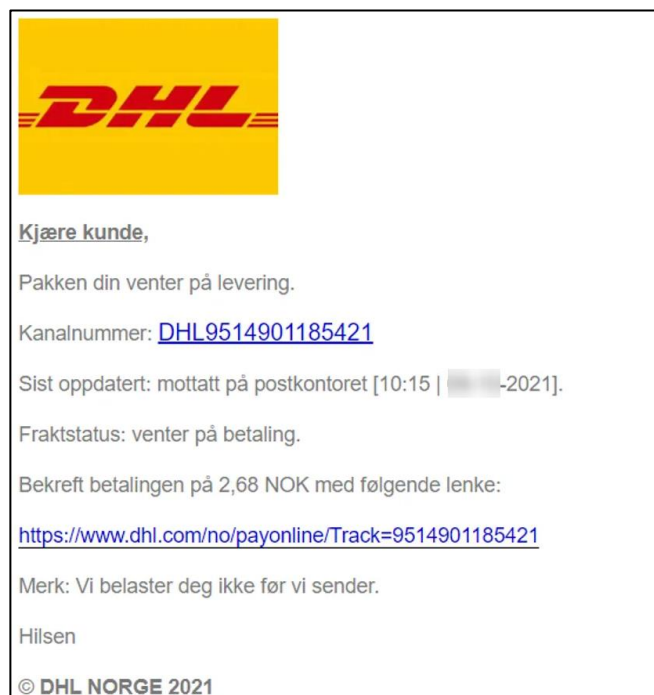 DHL
Kjære kunde,
Pakken din venter på levering.
Kanalnummer: DHL9514901185421
Sist oppdatert: mottatt på postkontoret [10:15 | -2021].
Fraktstatus: venter på betaling.
Bekreft betalingen på 2,68 NOK med følgende lenke:
https://www.dhl.com/no/payonline/Track=9514901185421
Merk: Vi belaster deg ikke før vi sender.
Hilsen
© DHL NORGE 2021